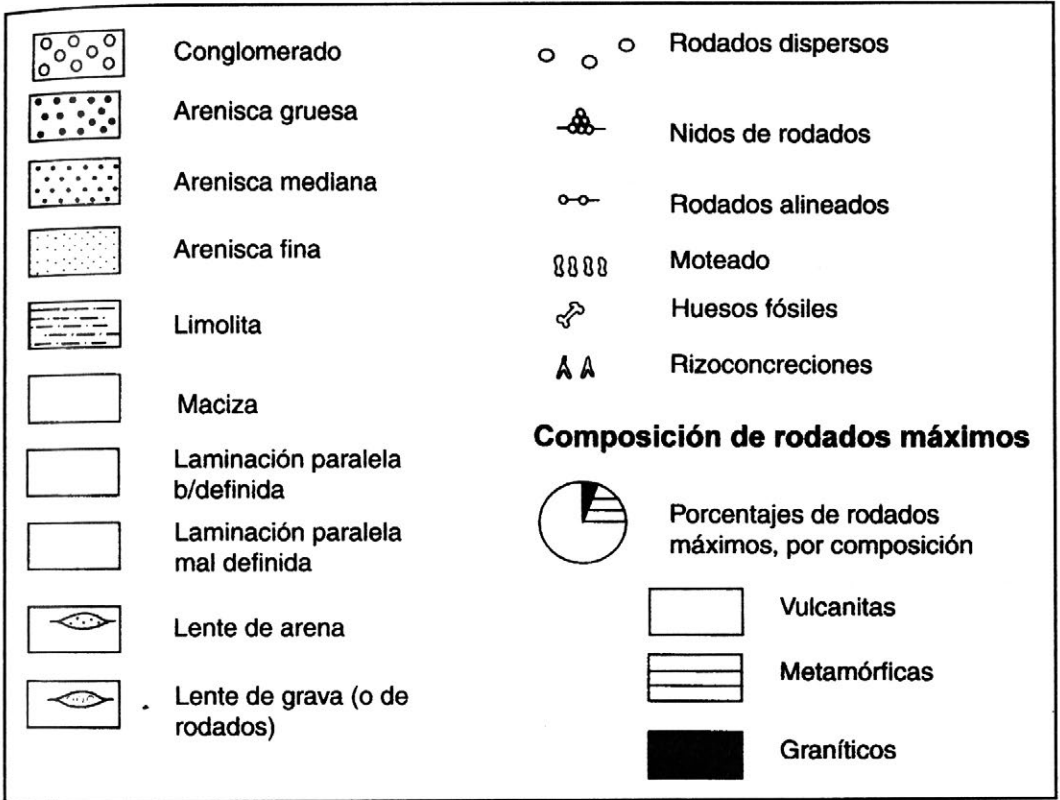 Conglomerado
Arenisca gruesa
Arenisca mediana
Arenisca fina
Limolita
Maciza
Laminación paralela
b/definida
Laminación paralela
mal definida
Lente de arena
Lente de grava (o de
rodados)
Rodados dispersos
Nidos de rodados
Rodados alineados
Moteado
Huesos fósiles
Rizoconcreciones
Composición de rodados máximos
Porcentajes de rodados
máximos, por composición
Vulcanitas
Metamórficas
Graníticos